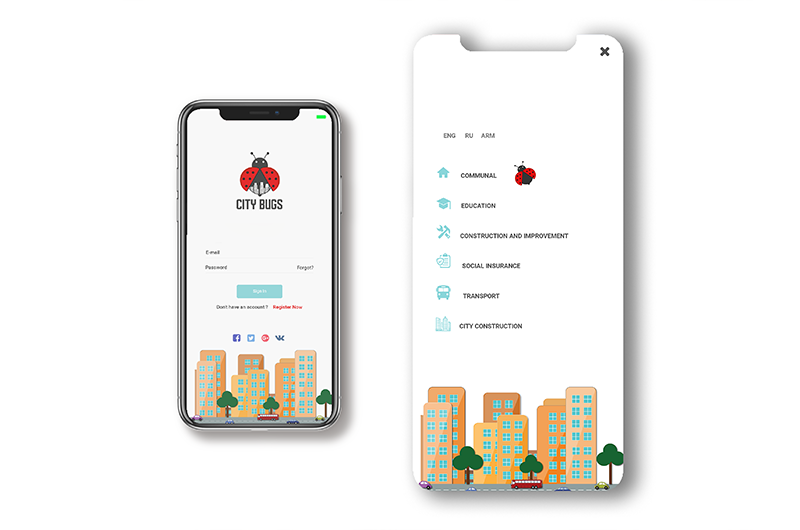 CITY BUGS
E-mail
Password Forgot?
Sign in
Don't have an account ? Register Now
ENG RU ARM
COMMUNAL
EDUCATION
CONSTRUCTION AND IMPROVEMENT
SOCIAL INSURANCE
TRANSPORT
CITY CONSTRUCTION